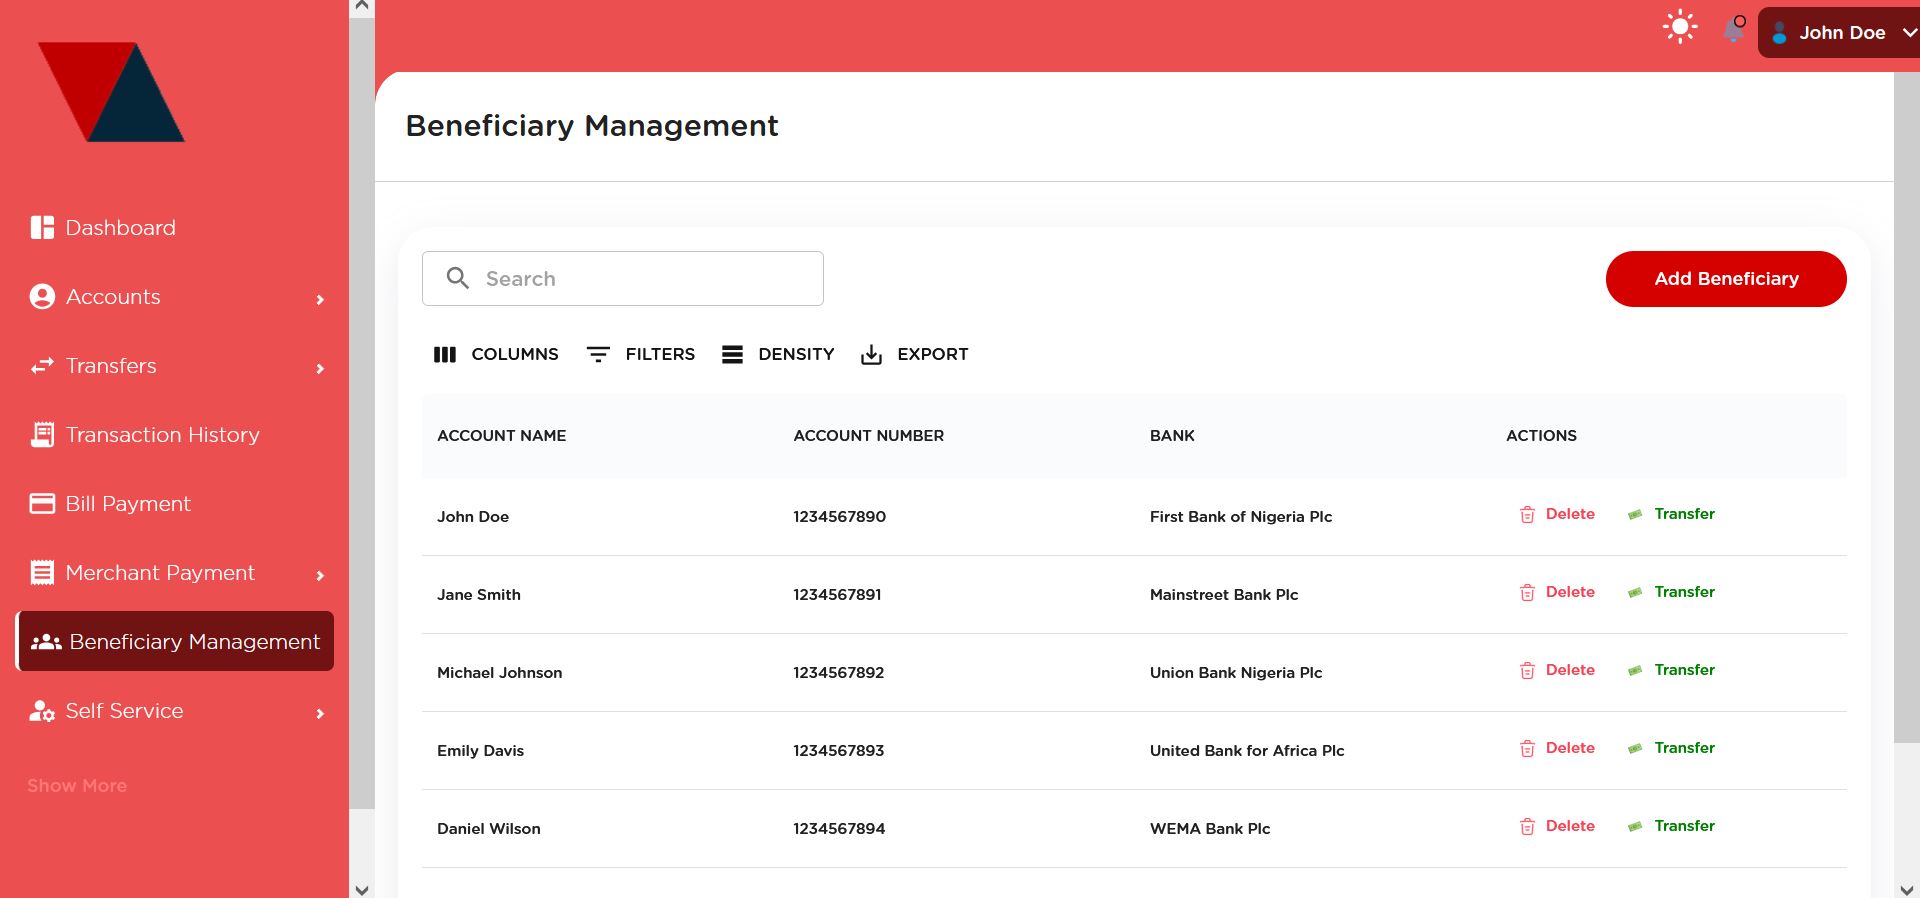 John Doe
Beneficiary Management
Dashboard
Accounts
Transfers
Transaction History
Bill Payment
Merchant Payment
Beneficiary Management
Self Service
Show More
Search
Add Beneficiary
COLUMNS FILTERS DENSITY EXPORT
ACCOUNT NAME ACCOUNT NUMBER BANK ACTIONS
John Doe 1234567890 First Bank of Nigeria Plc Delete Transfer
Jane Smith 1234567891 Mainstreet Bank Plc Delete Transfer
Michael Johnson 1234567892 Union Bank Nigeria Plc Delete Transfer
Emily Davis 1234567893 United Bank for Africa Plc Delete Transfer
Daniel Wilson 1234567894 WEMA Bank Plc Delete Transfer